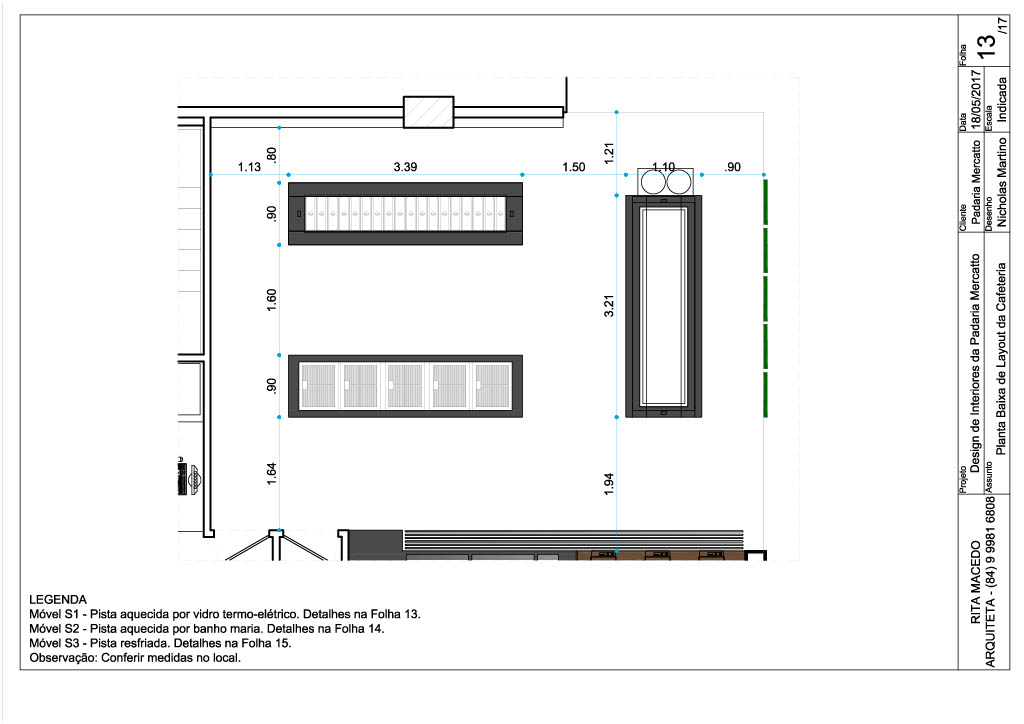 1.13
3.39
1.50
1.10
.90
.80
.90
1.60
.90
1.64
1.21
3.21
1.94
LEGENDA
Móvel S1 - Pista aquecida por vidro termo-elétrico. Detalhes na Folha 13.
Móvel S2 - Pista aquecida por banho maria. Detalhes na Folha 14.
Móvel S3 - Pista resfriada. Detalhes na Folha 15.
Observação: Conferir medidas no local.
RITA MACEDO
ARQUITETA - (84) 9 9981 6808
Projeto
Design de Interiores da Padaria Mercatto
Assunto
Planta Baixa de Layout da Cafeteria
Cliente
Padaria Mercatto
Desenho
Nicholas Martino
Data
18/05/2017
Escala
Indicada
Folha
13 /17